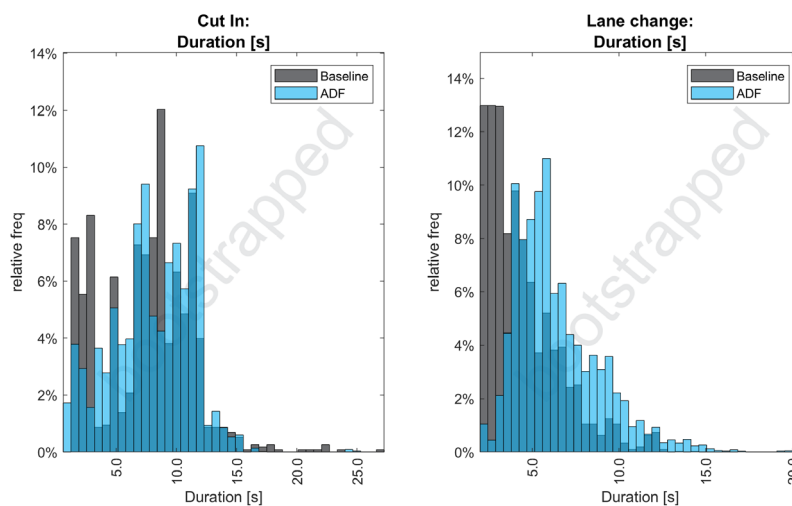 Cut In:
Duration [s]
14%
12%
10%
8%
6%
4%
2%
0%
relative freq
5.0
10.0
15.0
20.0
25.0
Duration [s]
Baseline
ADF
bootstrapped
Lane change:
Duration [s]
14%
12%
10%
8%
6%
4%
2%
0%
relative freq
5.0
10.0
15.0
20.0
Duration [s]
Baseline
ADF
bootstrapped